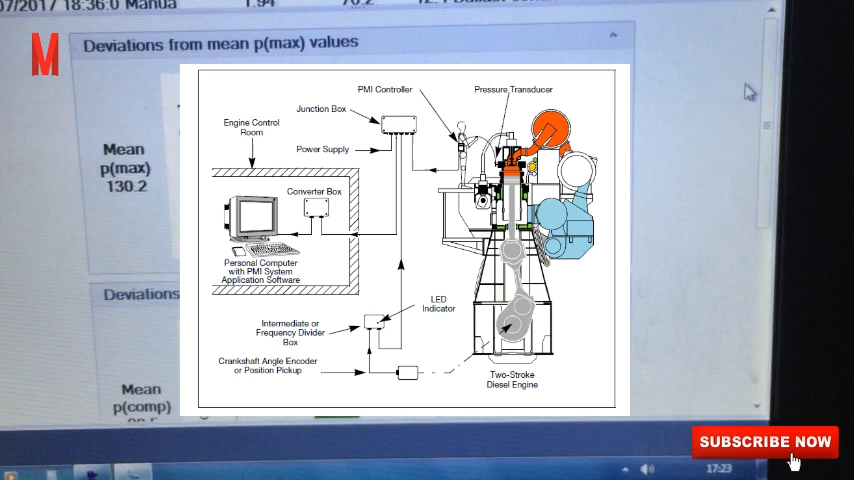 07/2017 18:36:0 Manua
1.94
70.2
Deviations from mean p(max) values
M
PMI Controller
Pressure Transducer
Junction Box
Engine Control
Room
Power Supply
Mean
p(max)
130.2
Converter Box
Personal Computer
with PMI System
Application Software
Deviations
LED
Indicator
Intermediate or
Frequency Divider
Box
Crankshaft Angle Encoder
or Position Pickup
Two-Stroke
Diesel Engine
Mean
p(comp)
SUBSCRIBE NOW
17:23